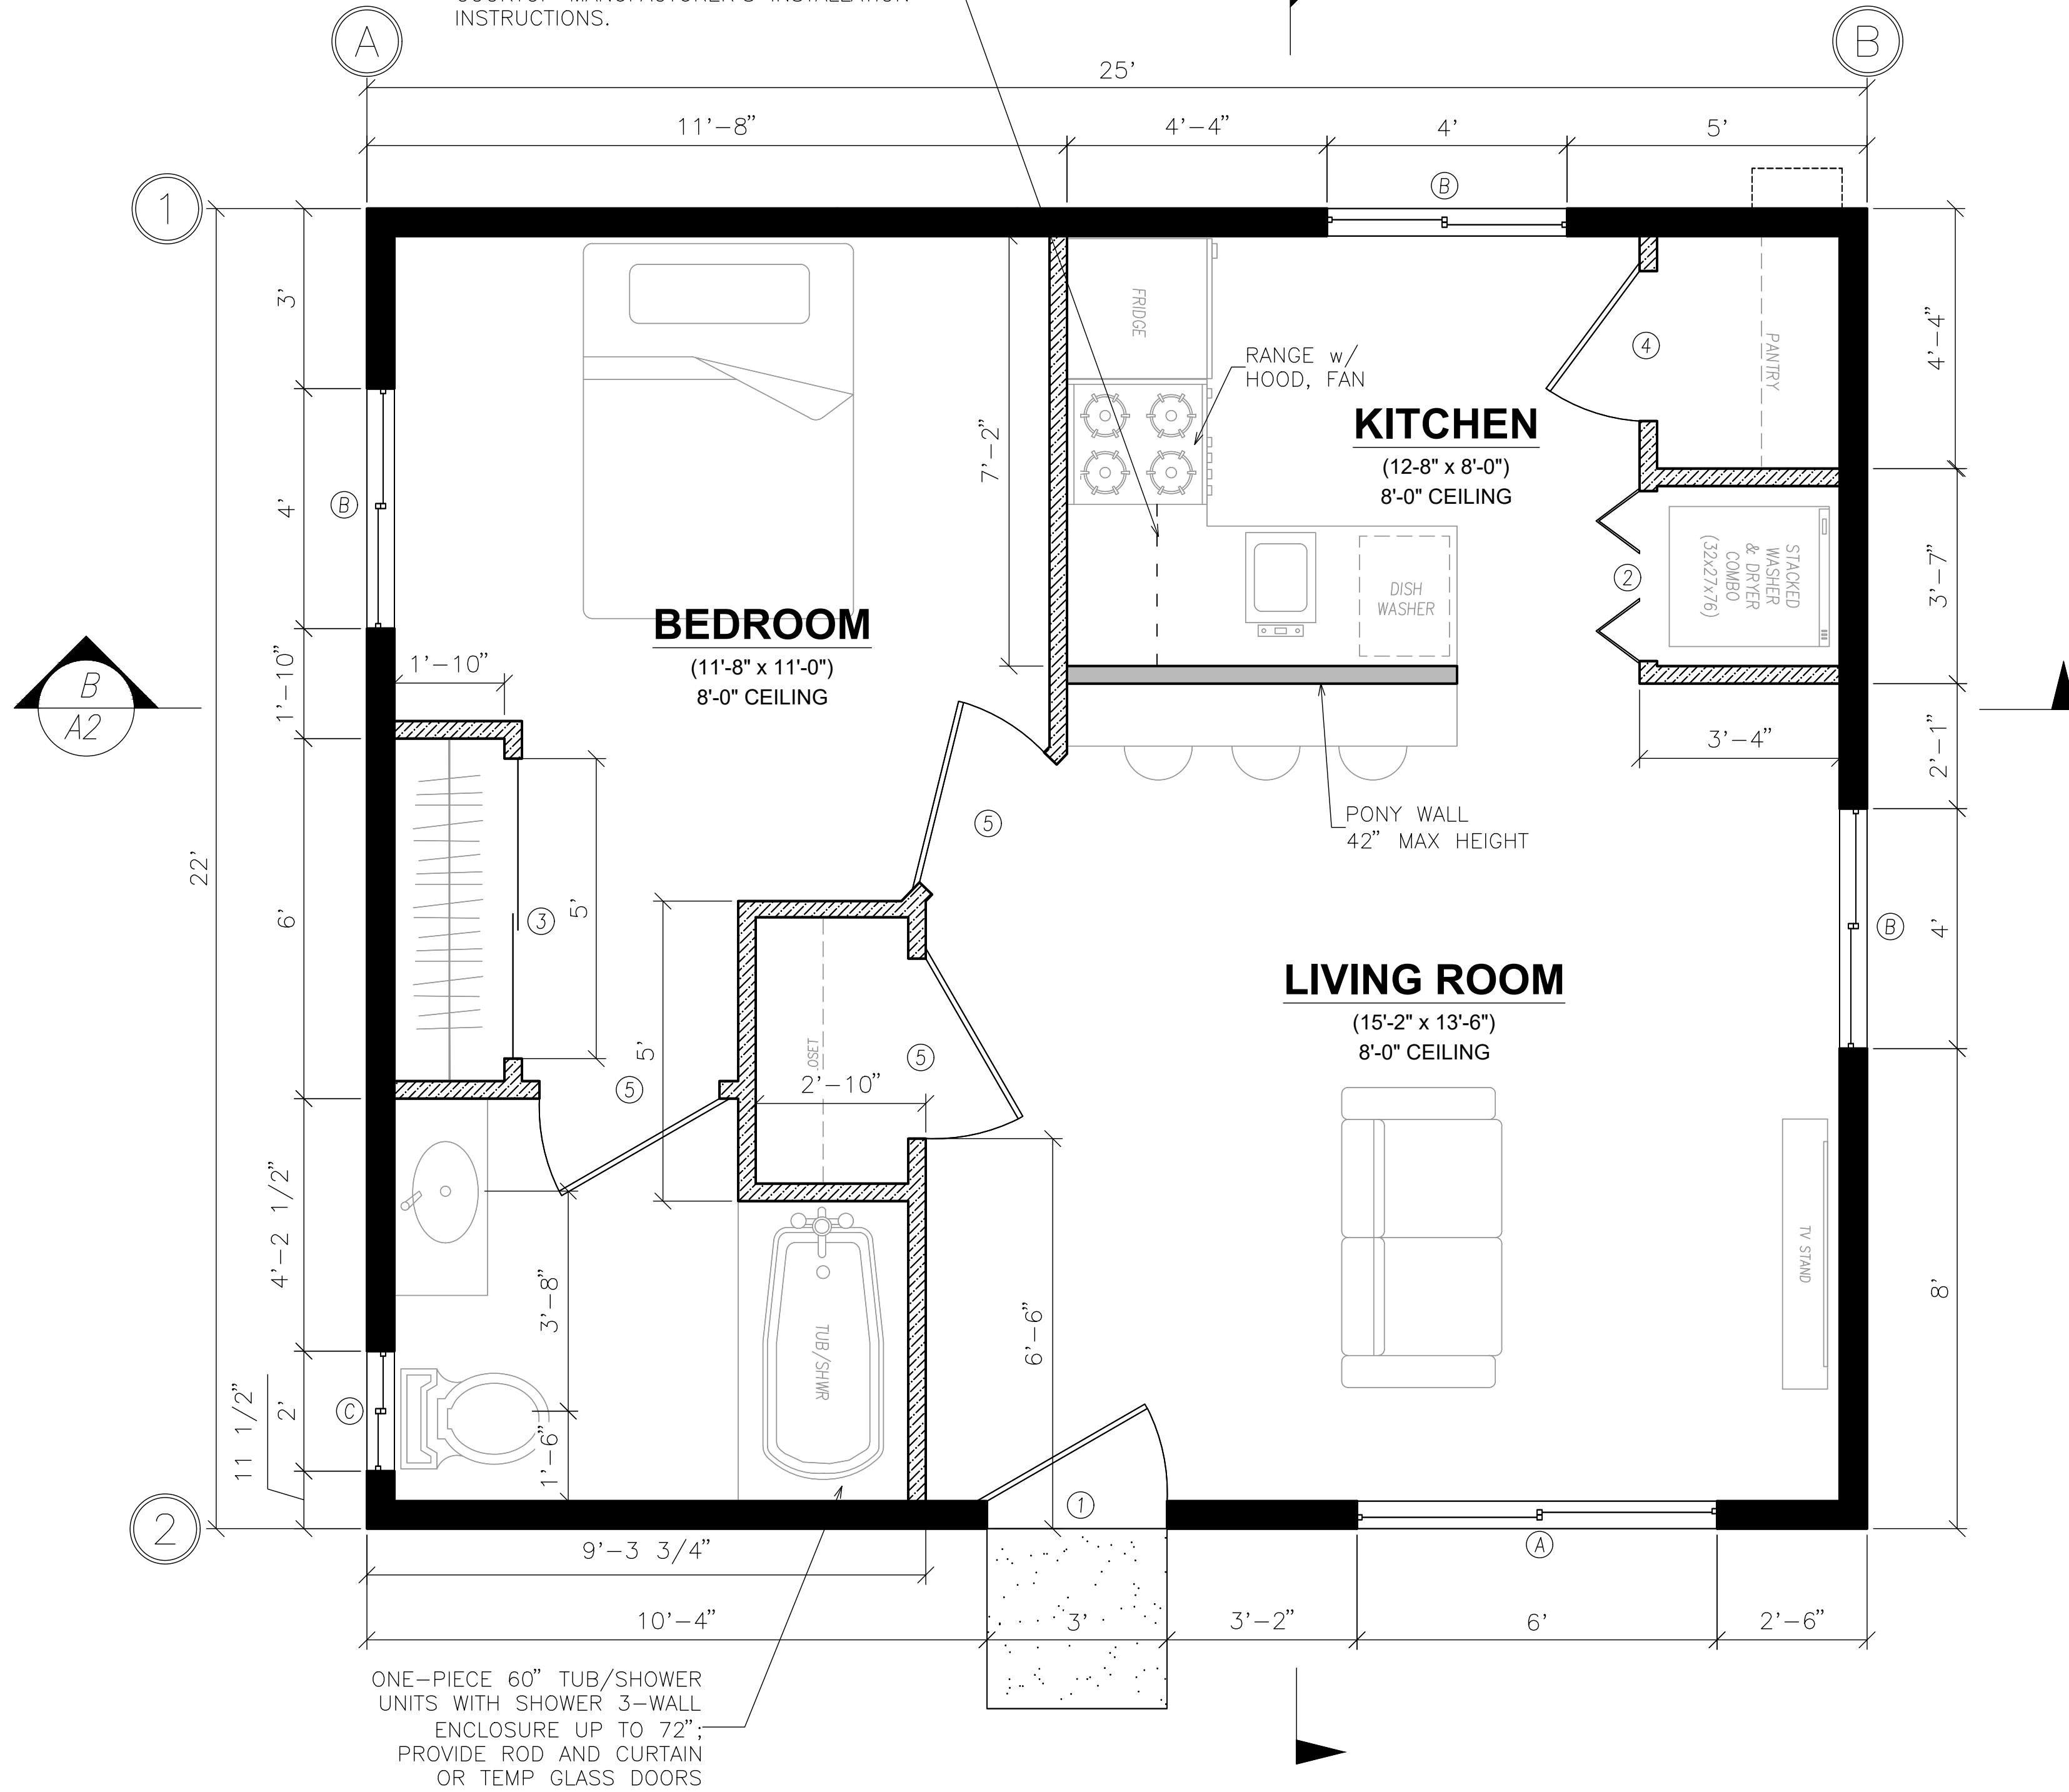 INSTRUCTIONS.
A
B
25'
11'-8"
4'-4"
4'
5'
B
1
3'
4'
1'-10"
6'
4'-2 1/2"
2'
11 1/2"
22'
B
C
B
A2
2
FRIDGE
RANGE w/
HOOD, FAN
KITCHEN
(12-8" x 8'-0")
8'-0" CEILING
4
PANTRY
4'-4"
7'-2"
DISH
WASHER
2
STACKED
WASHER
& DRYER
COMBO
(32x27x76)
3'-7"
BEDROOM
(11'-8" x 11'-0")
8'-0" CEILING
1'-10"
3'-4"
2'-1"
PONY WALL
42" MAX HEIGHT
5
3
5'
4'
B
LIVING ROOM
(15'-2" x 13'-6")
8'-0" CEILING
5'
5
.OSET
5
2'-10"
3'-8"
1'-6"
TUB/SHWR
6'-6"
TV STAND
8'
1
A
9'-3 3/4"
10'-4"
3'
3'-2"
6'
2'-6"
ONE-PIECE 60" TUB/SHOWER
UNITS WITH SHOWER 3-WALL
ENCLOSURE UP TO 72";
PROVIDE ROD AND CURTAIN
OR TEMP GLASS DOORS